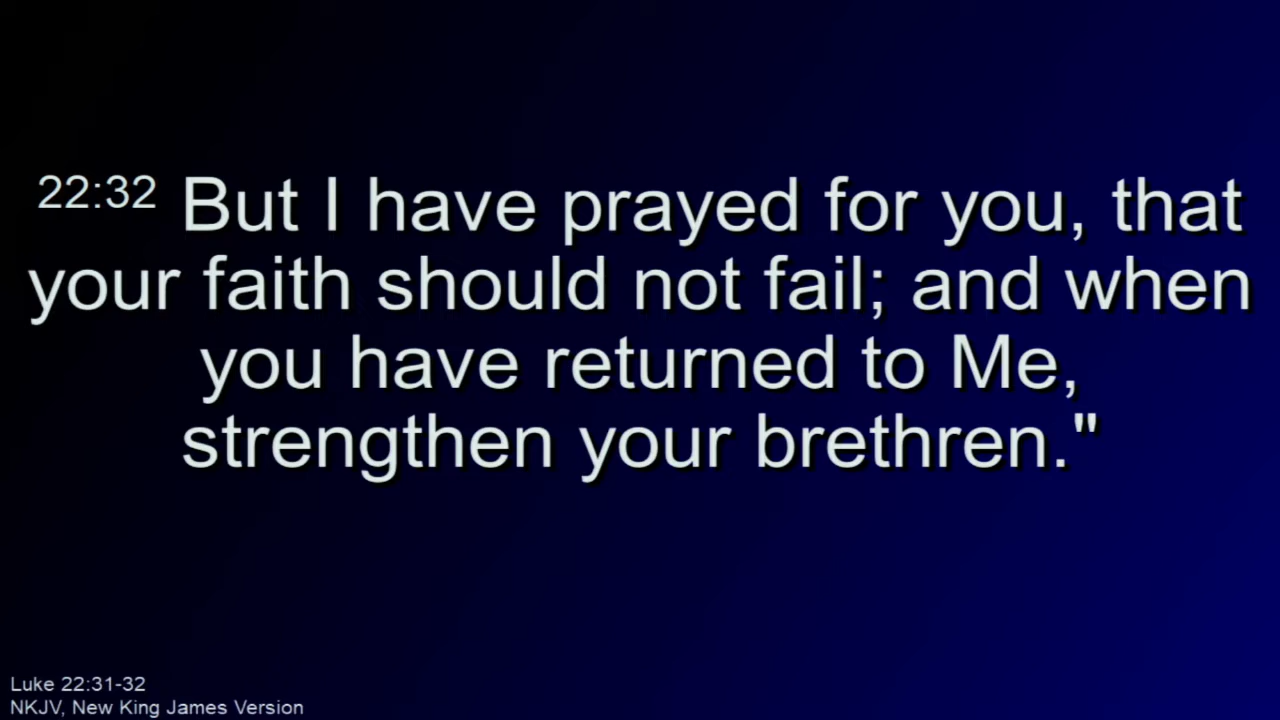 22:32 But I have prayed for you, that
your faith should not fail; and when
you have returned to Me,
strengthen your brethren."
Luke 22:31-32
NKJV, New King James Version